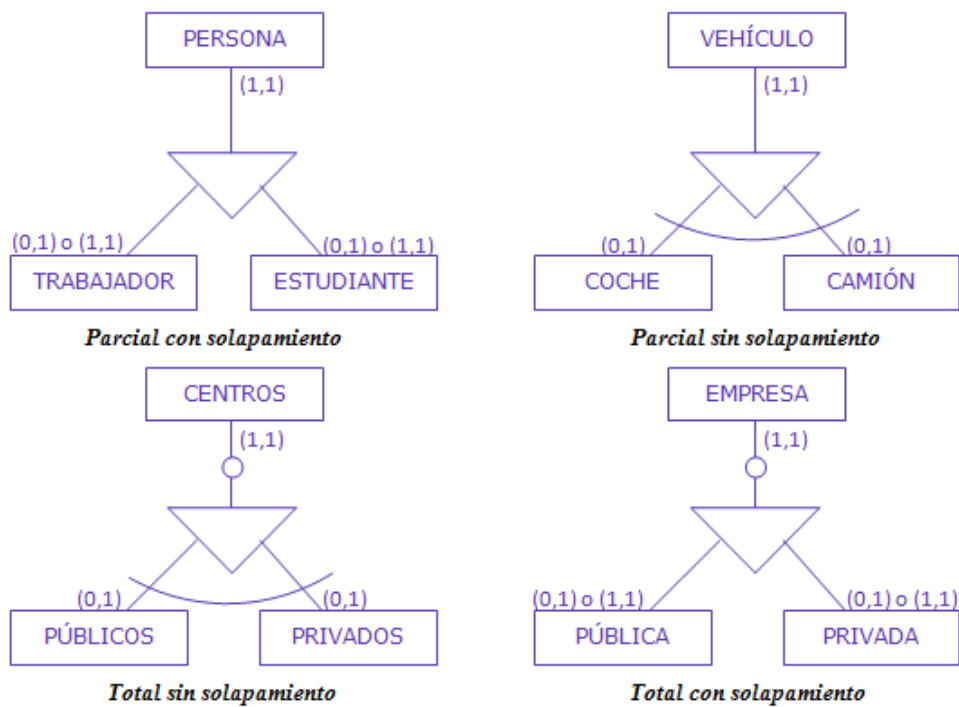 PERSONA
(1,1)
(0,1) o (1,1)
(0,1) o (1,1)
TRABAJADOR
ESTUDIANTE
Parcial con solapamiento
VEHÍCULO
(1,1)
(0,1)
(0,1)
COCHE
CAMIÓN
Parcial sin solapamiento
CENTROS
(1,1)
(0,1)
(0,1)
PÚBLICOS
PRIVADOS
Total sin solapamiento
EMPRESA
(1,1)
(0,1) o (1,1)
(0,1) o (1,1)
PÚBLICA
PRIVADA
Total con solapamiento